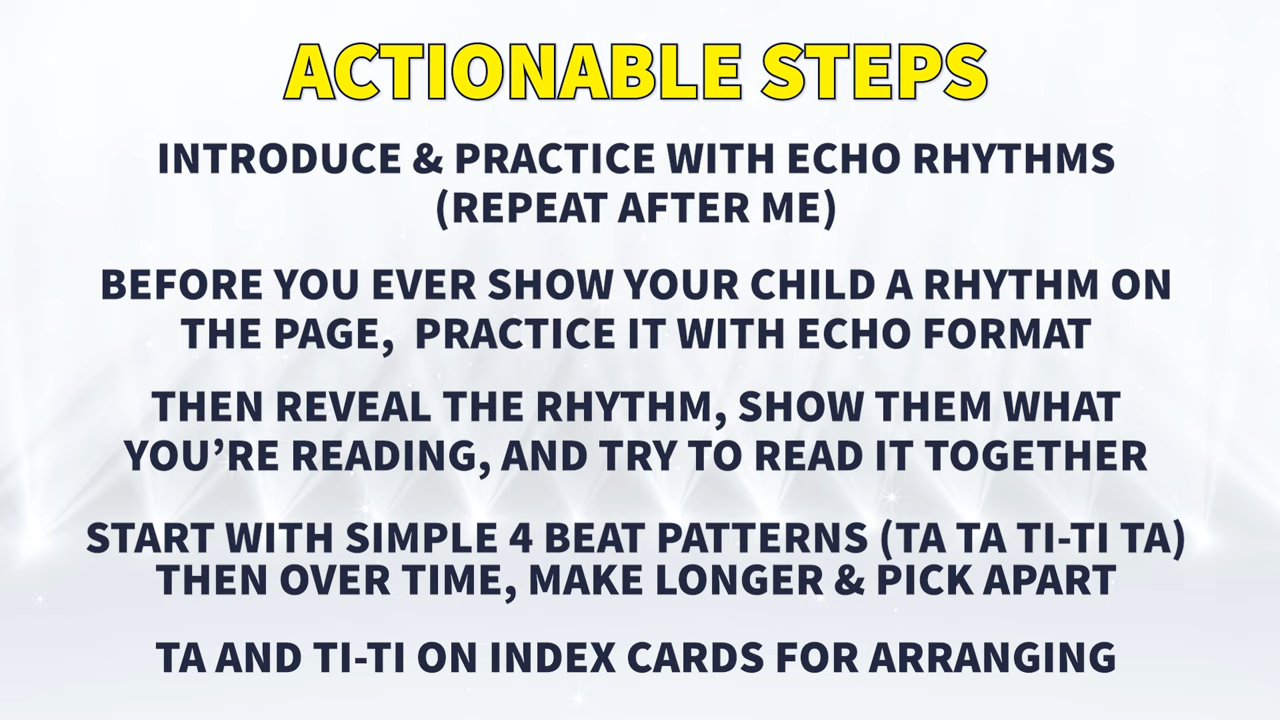 ACTIONABLE STEPS
INTRODUCE & PRACTICE WITH ECHO RHYTHMS
(REPEAT AFTER ME)
BEFORE YOU EVER SHOW YOUR CHILD A RHYTHM ON
THE PAGE, PRACTICE IT WITH ECHO FORMAT
THEN REVEAL THE RHYTHM, SHOW THEM WHAT
YOU’RE READING, AND TRY TO READ IT TOGETHER
START WITH SIMPLE 4 BEAT PATTERNS (TA TA TI-TI TA)
THEN OVER TIME, MAKE LONGER & PICK APART
TA AND TI-TI ON INDEX CARDS FOR ARRANGING